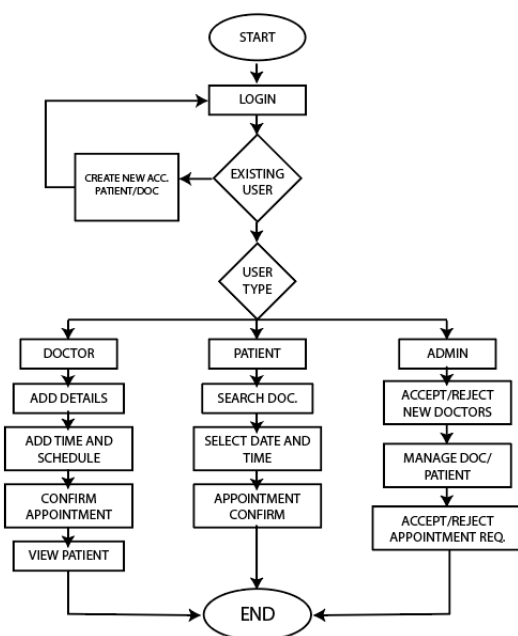 START
LOGIN
CREATE NEW ACC.
PATIENT/DOC
EXISTING
USER
USER
TYPE
DOCTOR
PATIENT
ADMIN
ADD DETAILS
SEARCH DOC.
ACCEPT/REJECT
NEW DOCTORS
ADD TIME AND
SCHEDULE
SELECT DATE AND
TIME
MANAGE DOC/
PATIENT
CONFIRM
APPOINTMENT
APPOINTMENT
CONFIRM
ACCEPT/REJECT
APPOINTMENT REQ.
VIEW PATIENT
END